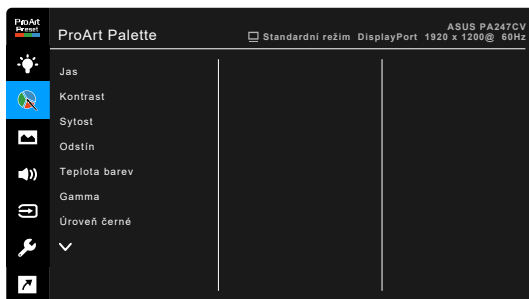 ProArt
Preset
ProArt Palette
ASUS PA247CV
Standardní režim DisplayPort 1920 x 1200@ 60Hz
Jas
Kontrast
Sytost
Odstín
Teplota barev
Gamma
Úroveň černé